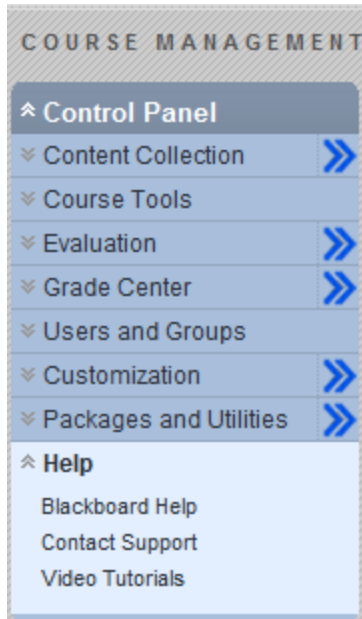 COURSE MANAGEMENT
Control Panel
Content Collection
Course Tools
Evaluation
Grade Center
Users and Groups
Customization
Packages and Utilities
Help
Blackboard Help
Contact Support
Video Tutorials